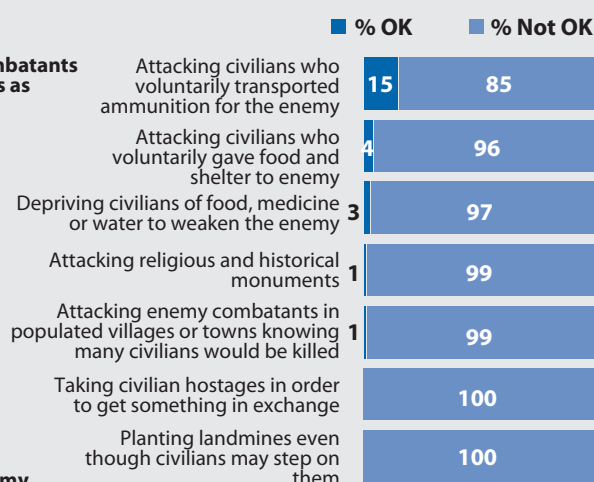 % OK % Not OK
mbatants
s as
Attacking civilians who
voluntarily transported
ammunition for the enemy
15 85
Attacking civilians who
voluntarily gave food and
shelter to enemy
4 96
Depriving civilians of food, medicine
or water to weaken the enemy
3 97
Attacking religious and historical
monuments
1 99
Attacking enemy combatants in
populated villages or towns knowing
many civilians would be killed
1 99
Taking civilian hostages in order
to get something in exchange
100
Planting landmines even
though civilians may step on
them
100
my